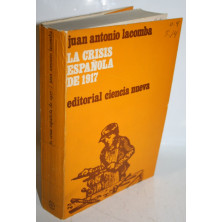 juan antonio lacomba
LA CRISIS
ESPAÑOLA
DE 1917
editorial ciencia nueva